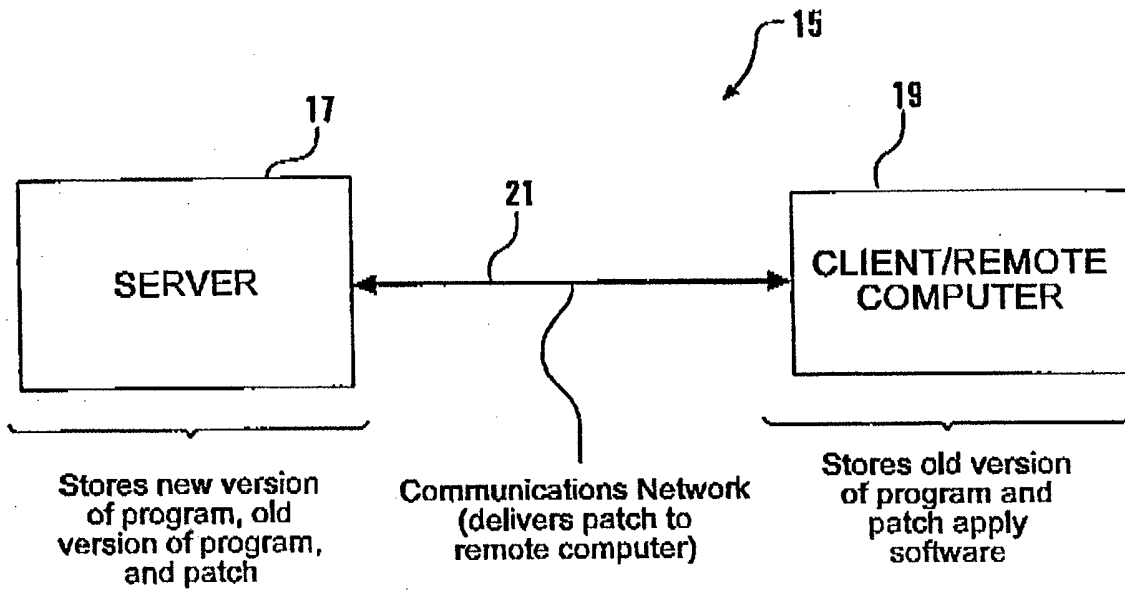 15
17
19
21
SERVER
CLIENT/REMOTE
COMPUTER
Stores new version
of program, old
version of program,
and patch
Communications Network
(delivers patch to
remote computer)
Stores old version
of program and
patch apply
software